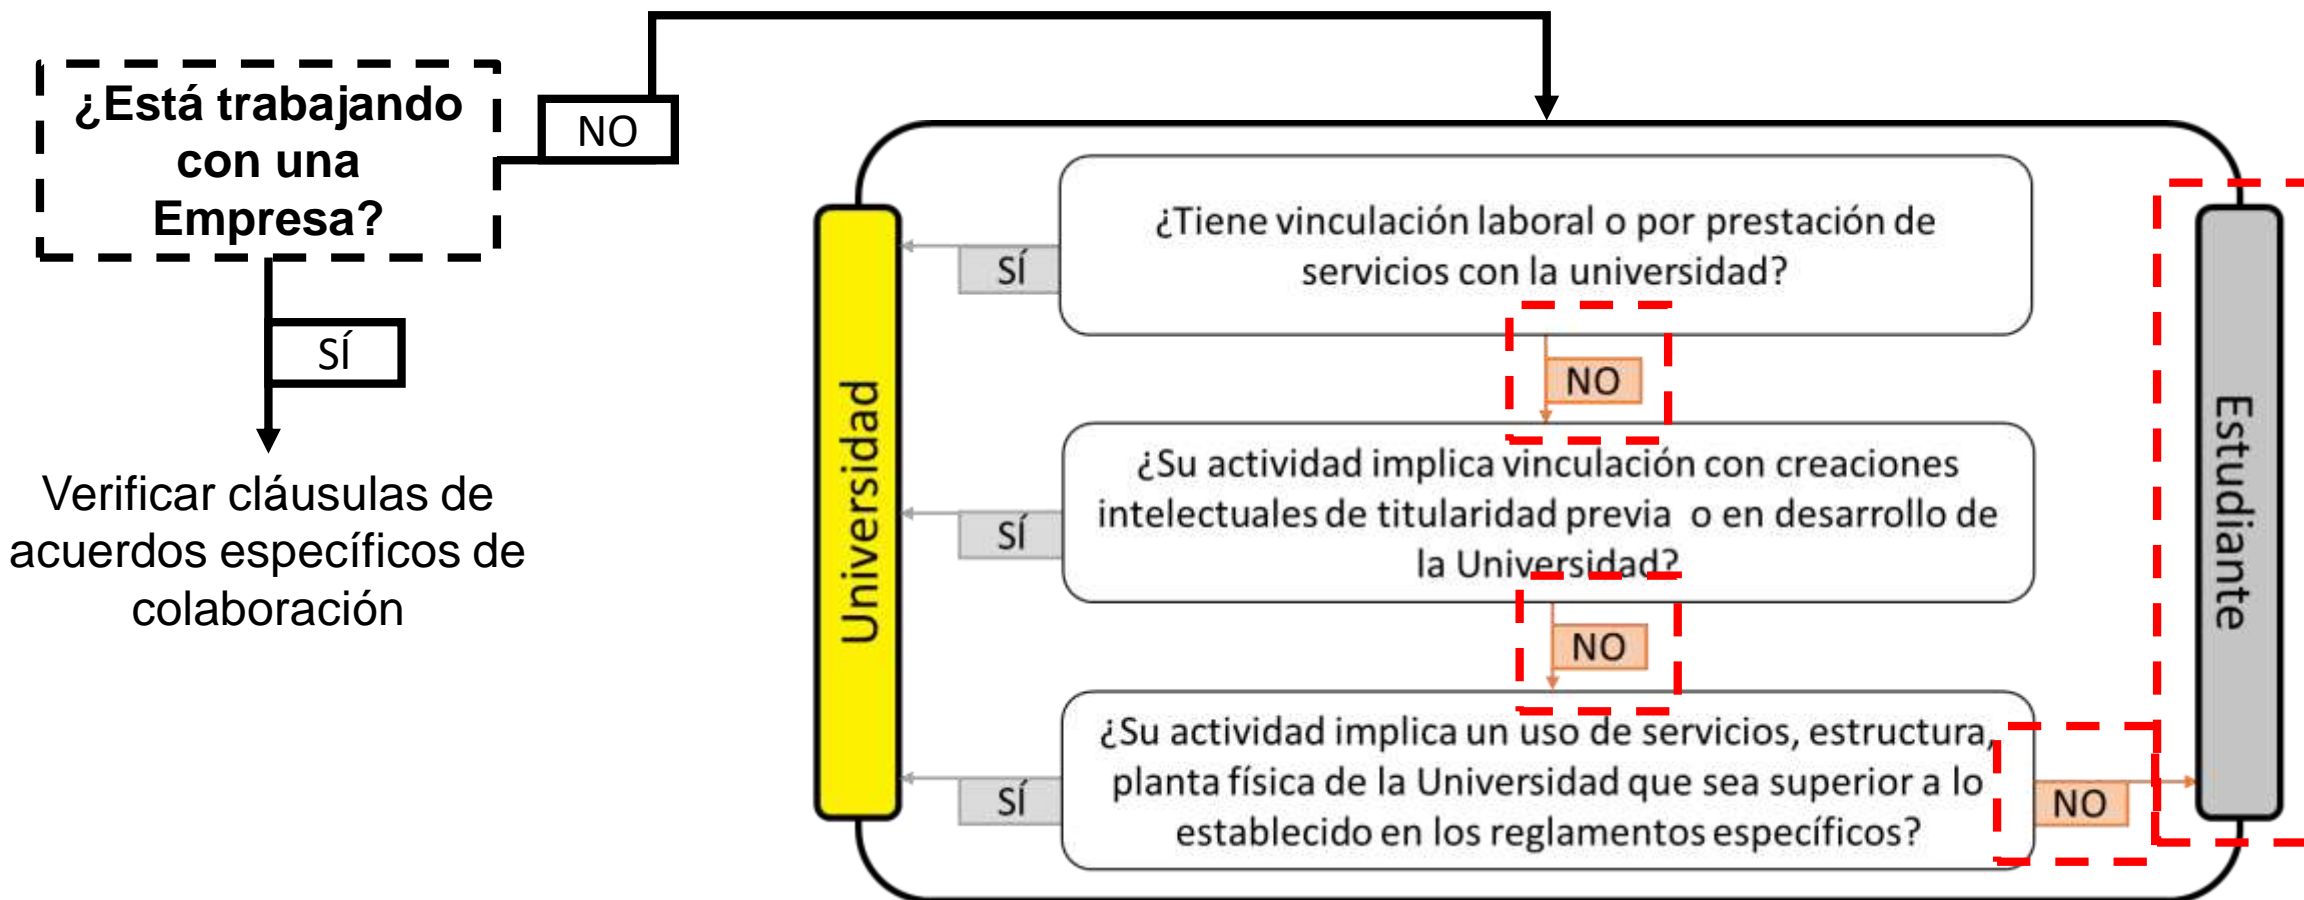 ¿Está trabajando
con una
Empresa?
NO
SÍ
Verificar cláusulas de
acuerdos específicos de
colaboración
Universidad
¿Tiene vinculación laboral o por prestación de
servicios con la universidad?
SÍ
NO
¿Su actividad implica vinculación con creaciones
intelectuales de titularidad previa o en desarrollo de
la Universidad?
SÍ
NO
¿Su actividad implica un uso de servicios, estructura,
planta física de la Universidad que sea superior a lo
establecido en los reglamentos específicos?
SÍ
NO
Estudiante